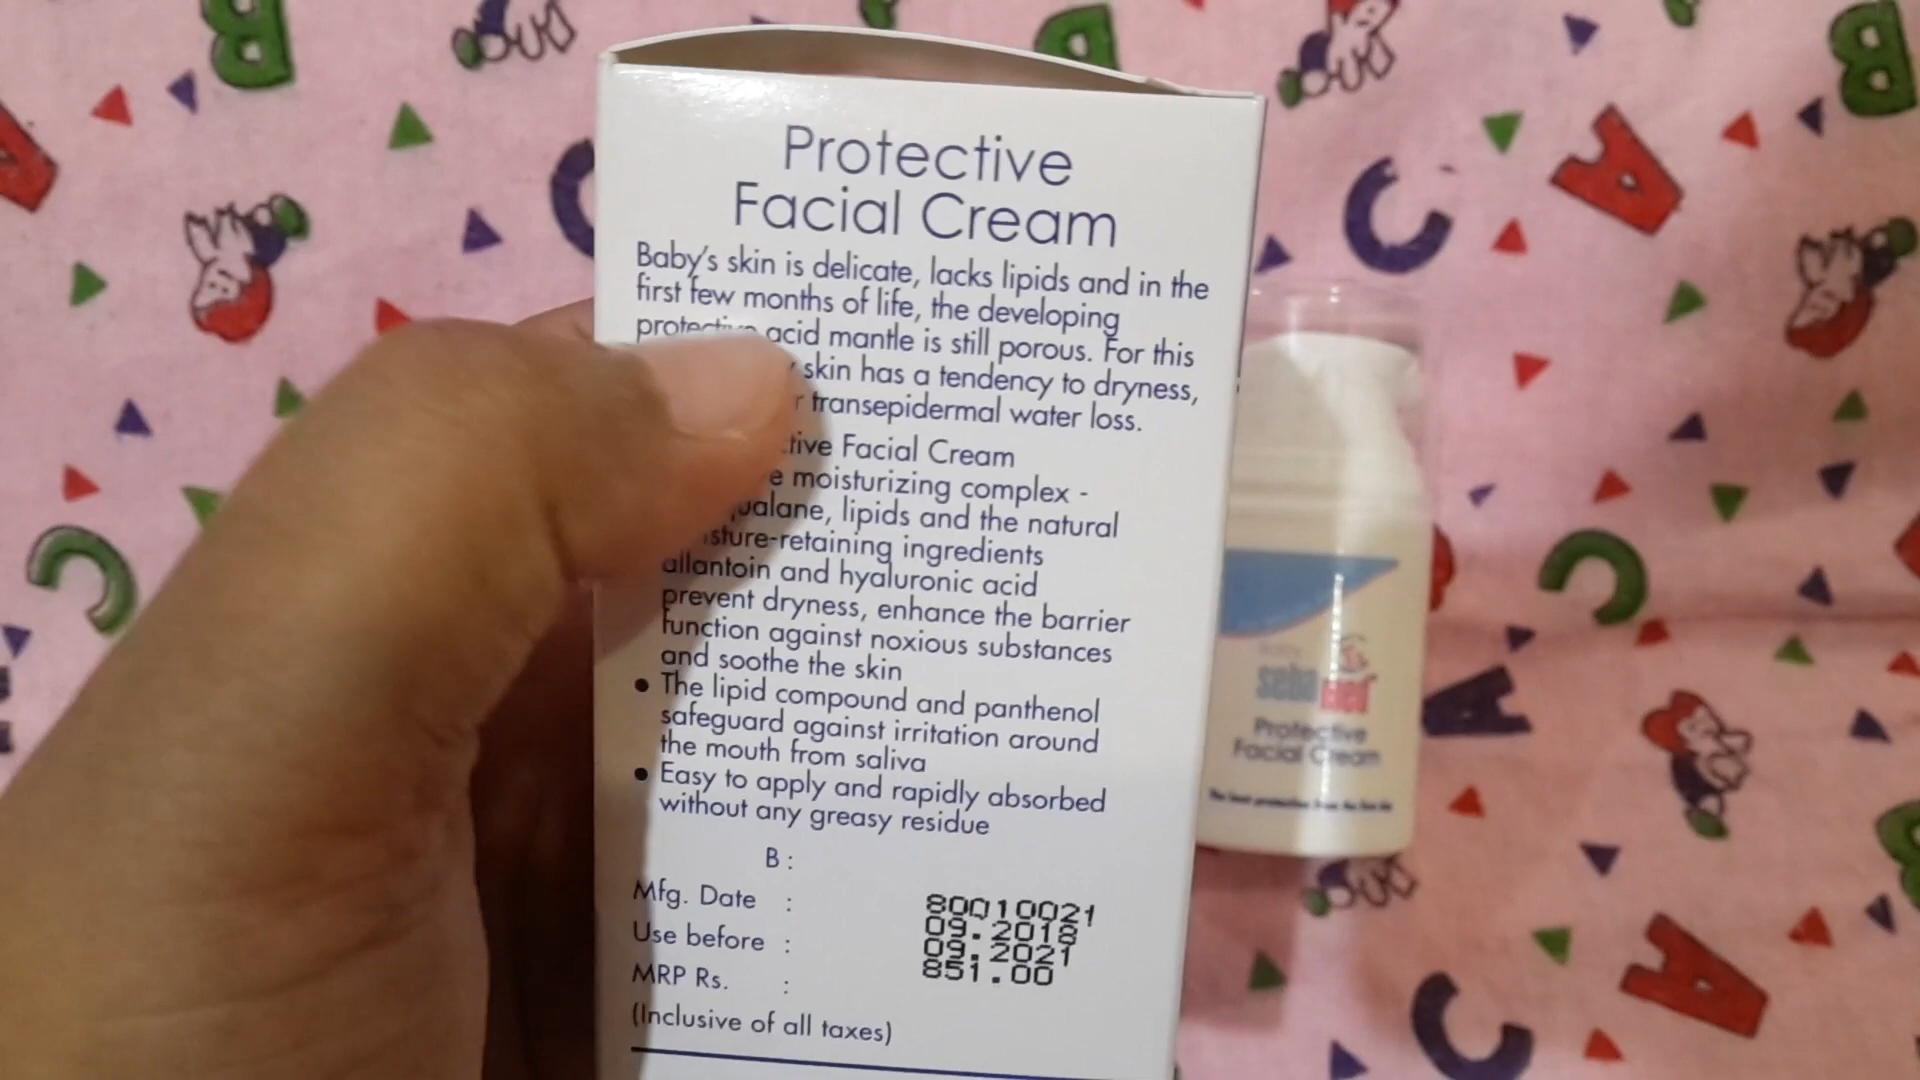 Protective
Facial Cream
Baby's skin is delicate, lacks lipids and in the
first few months of life, the developing
protective acid mantle is still porous. For this
skin has a tendency to dryness,
transepidermal water loss.
Facial Cream
moisturizing complex -
lipids and the natural
ingredients
allantoin and hyaluronic acid
prevent dryness, enhance the barrier
function against noxious substances
and soothe the skin
● The lipid compound and panthenol
safeguard against irritation around
the mouth from saliva
● Easy to apply and rapidly absorbed
without any greasy residue
B :
80010021
Mfg. Date : 09.2018
Use before : 09.2021
MRP Rs. : 851.00
(Inclusive of all taxes)
baby
sebamed
Protective
Facial Cream